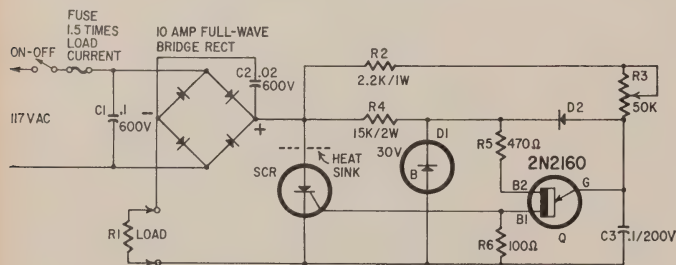 FUSE
1.5 TIMES
LOAD
CURRENT
ON-OFF
10 AMP FULL-WAVE
BRIDGE RECT
C2 .02
600V
R2
2.2K/1W
R3
50K
C1 .1
600V
117 VAC
-
+
R4
15K/2W
D1
30V
B
D2
R5 470Ω
2N2160
HEAT
SINK
SCR
B2
G
B1
Q
R1 LOAD
R6
100Ω
C3 .1/200V